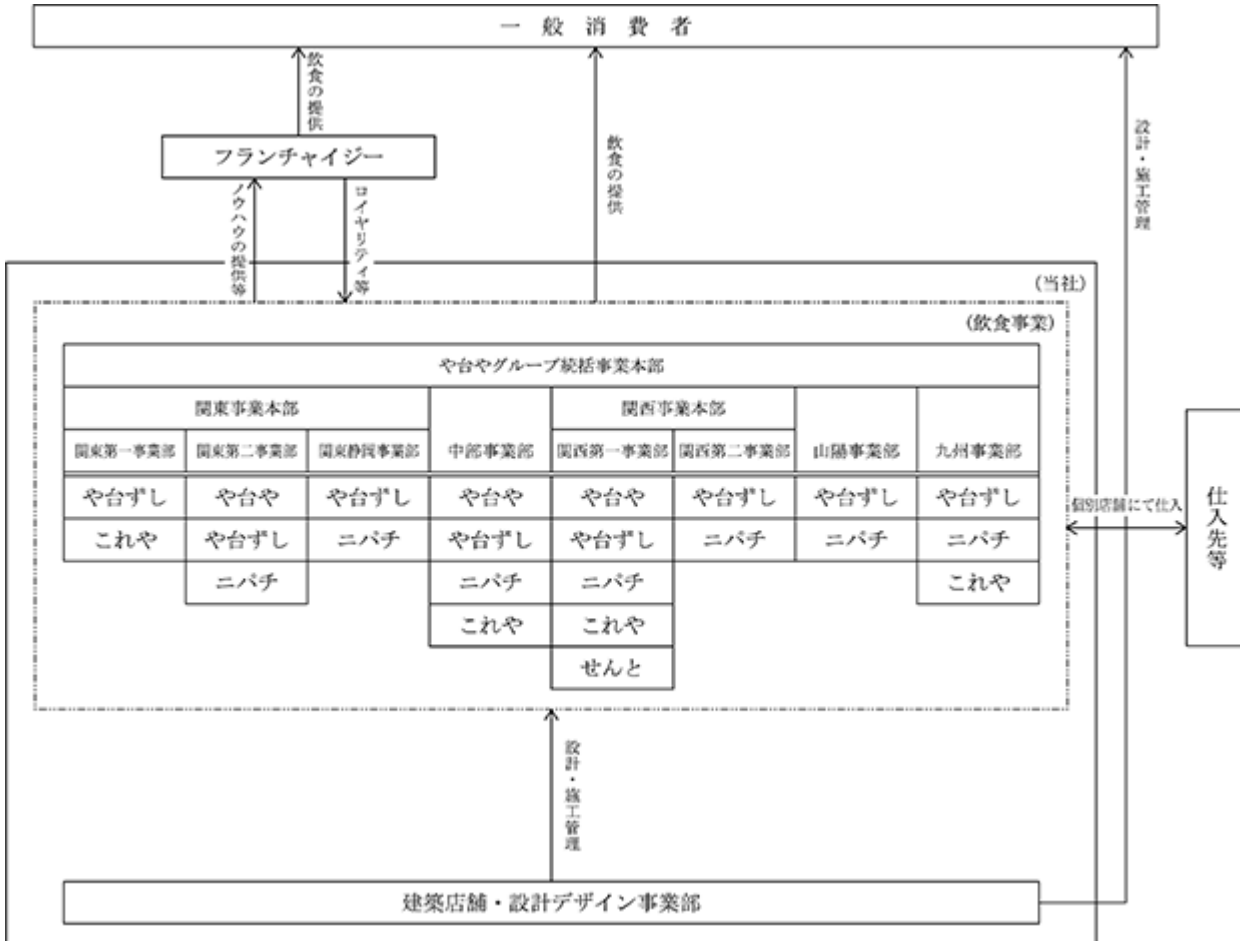 一般消費者
飲食の提供
フランチャイジー
ノウハウの提供等
ロイヤリティ等
飲食の提供
設計・施工管理
(当社)
(飲食事業)
や台やグループ統括事業本部
関東事業本部
関西事業本部
関東第一事業部
関東第二事業部
関東静岡事業部
中部事業部
関西第一事業部
関西第二事業部
山陽事業部
九州事業部
や台ずし
や台や
や台ずし
や台や
や台や
や台ずし
や台ずし
や台ずし
これや
や台ずし
ニパチ
や台ずし
や台ずし
ニパチ
ニパチ
ニパチ
ニパチ
ニパチ
ニパチ
これや
これや
これや
せんと
個別店舗にて仕入
仕入先等
設計・施工管理
建築店舗・設計デザイン事業部